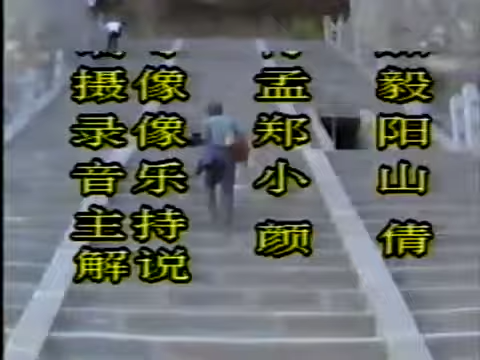 摄像 孟毅
录像 郑阳
音乐 小山
主持
解说 颜倩